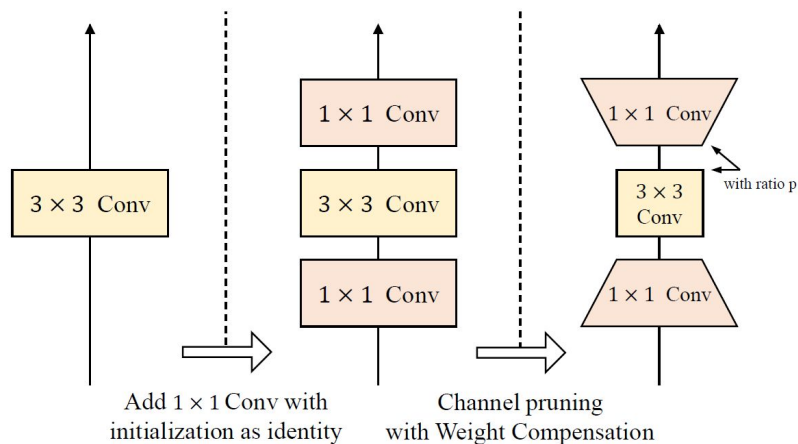 3 × 3 Conv
1 × 1 Conv
3 × 3 Conv
1 × 1 Conv
1 × 1 Conv
with ratio p
3 × 3
Conv
1 × 1 Conv
Add 1 × 1 Conv with
initialization as identity
Channel pruning
with Weight Compensation